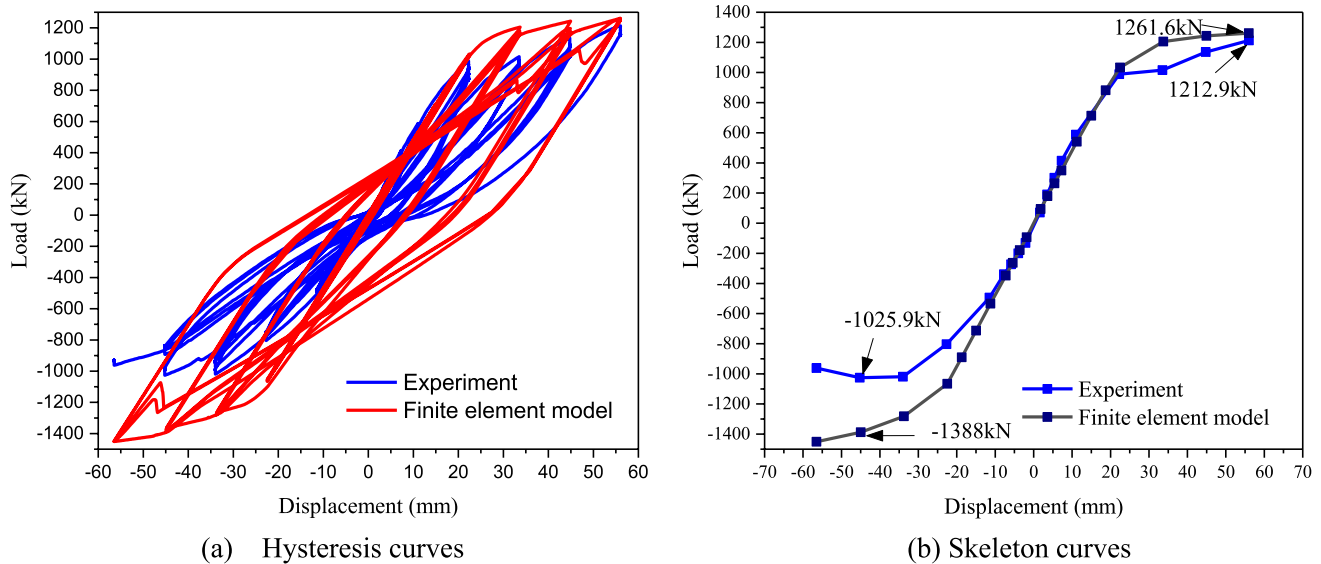 1400
1200
1000
800
600
400
200
0
-200
-400
-600
-800
-1000
-1200
-1400
Load (kN)
-60 -50 -40 -30 -20 -10 0 10 20 30 40 50 60
Displacement (mm)
Experiment
Finite element model
(a) Hysteresis curves
1400
1200
1000
800
600
400
200
0
-200
-400
-600
-800
-1000
-1200
-1400
Load (kN)
-70 -60 -50 -40 -30 -20 -10 0 10 20 30 40 50 60 70
Displacement (mm)
1261.6kN
1212.9kN
-1025.9kN
-1388kN
Experiment
Finite element model
(b) Skeleton curves